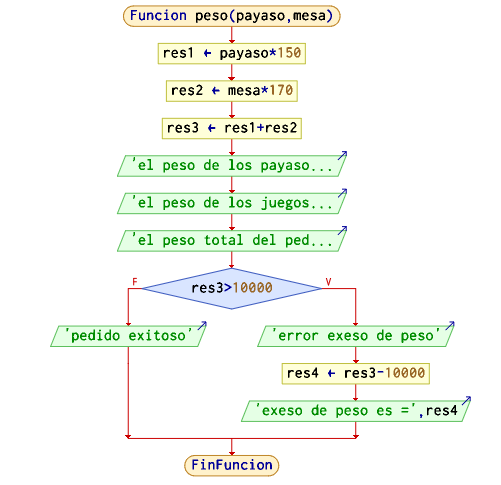 Funcion peso(payaso,mesa)
res1 ← payaso*150
res2 ← mesa*170
res3 ← res1+res2
'el peso de los payaso...
'el peso de los juegos...
'el peso total del ped...
res3>10000
F
V
'pedido exitoso'
'error exeso de peso'
res4 ← res3-10000
'exeso de peso es =',res4
FinFuncion